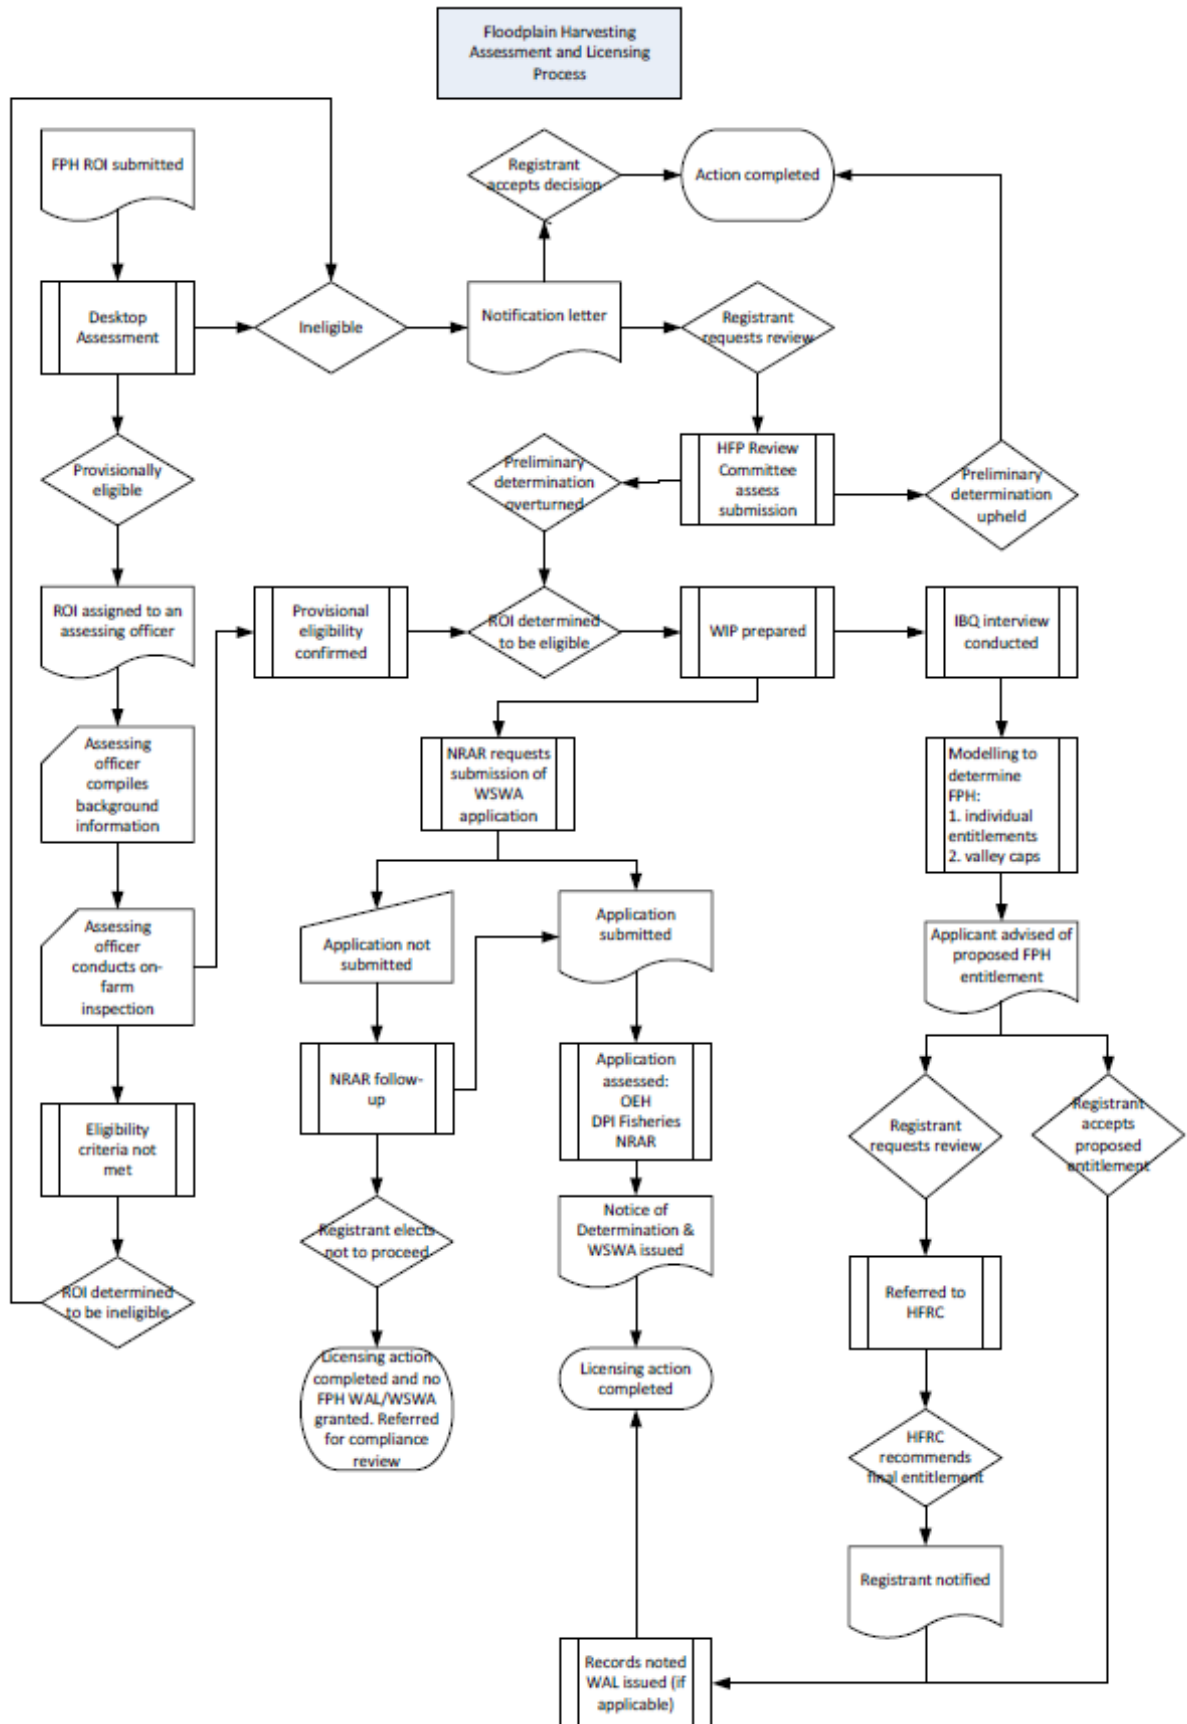 Floodplain Harvesting
Assessment and Licensing
Process
FPH ROI submitted
Registrant
accepts decision
Action completed
Desktop
Assessment
Ineligible
Notification letter
Registrant
requests review
Provisionally
eligible
Preliminary
determination
overturned
HFP Review
Committee
assess
submission
Preliminary
determination
upheld
ROI assigned to an
assessing officer
Provisional
eligibility
confirmed
ROI determined
to be eligible
WIP prepared
IBQ interview
conducted
Assessing
officer
compiles
background
information
NRAR requests
submission of
WSWA
application
Modelling to
determine
FPH:
1. individual
entitlements
2. valley caps
Assessing
officer
conducts on-
farm
inspection
Application not
submitted
Application
submitted
Applicant advised of
proposed FPH
entitlement
NRAR follow-
up
Application
assessed:
OEH
DPI Fisheries
NRAR
Registrant
requests review
Registrant
accepts
proposed
entitlement
Eligibility
criteria not
met
Registrant elects
not to proceed
Notice of
Determination &
WSWA issued
ROI determined
to be ineligible
Referred to
HFRC
Licensing action
completed and no
FPH WAL/WSWA
granted. Referred
for compliance
review
Licensing action
completed
HFRC
recommends
final entitlement
Registrant notified
Records noted
WAL issued (if
applicable)